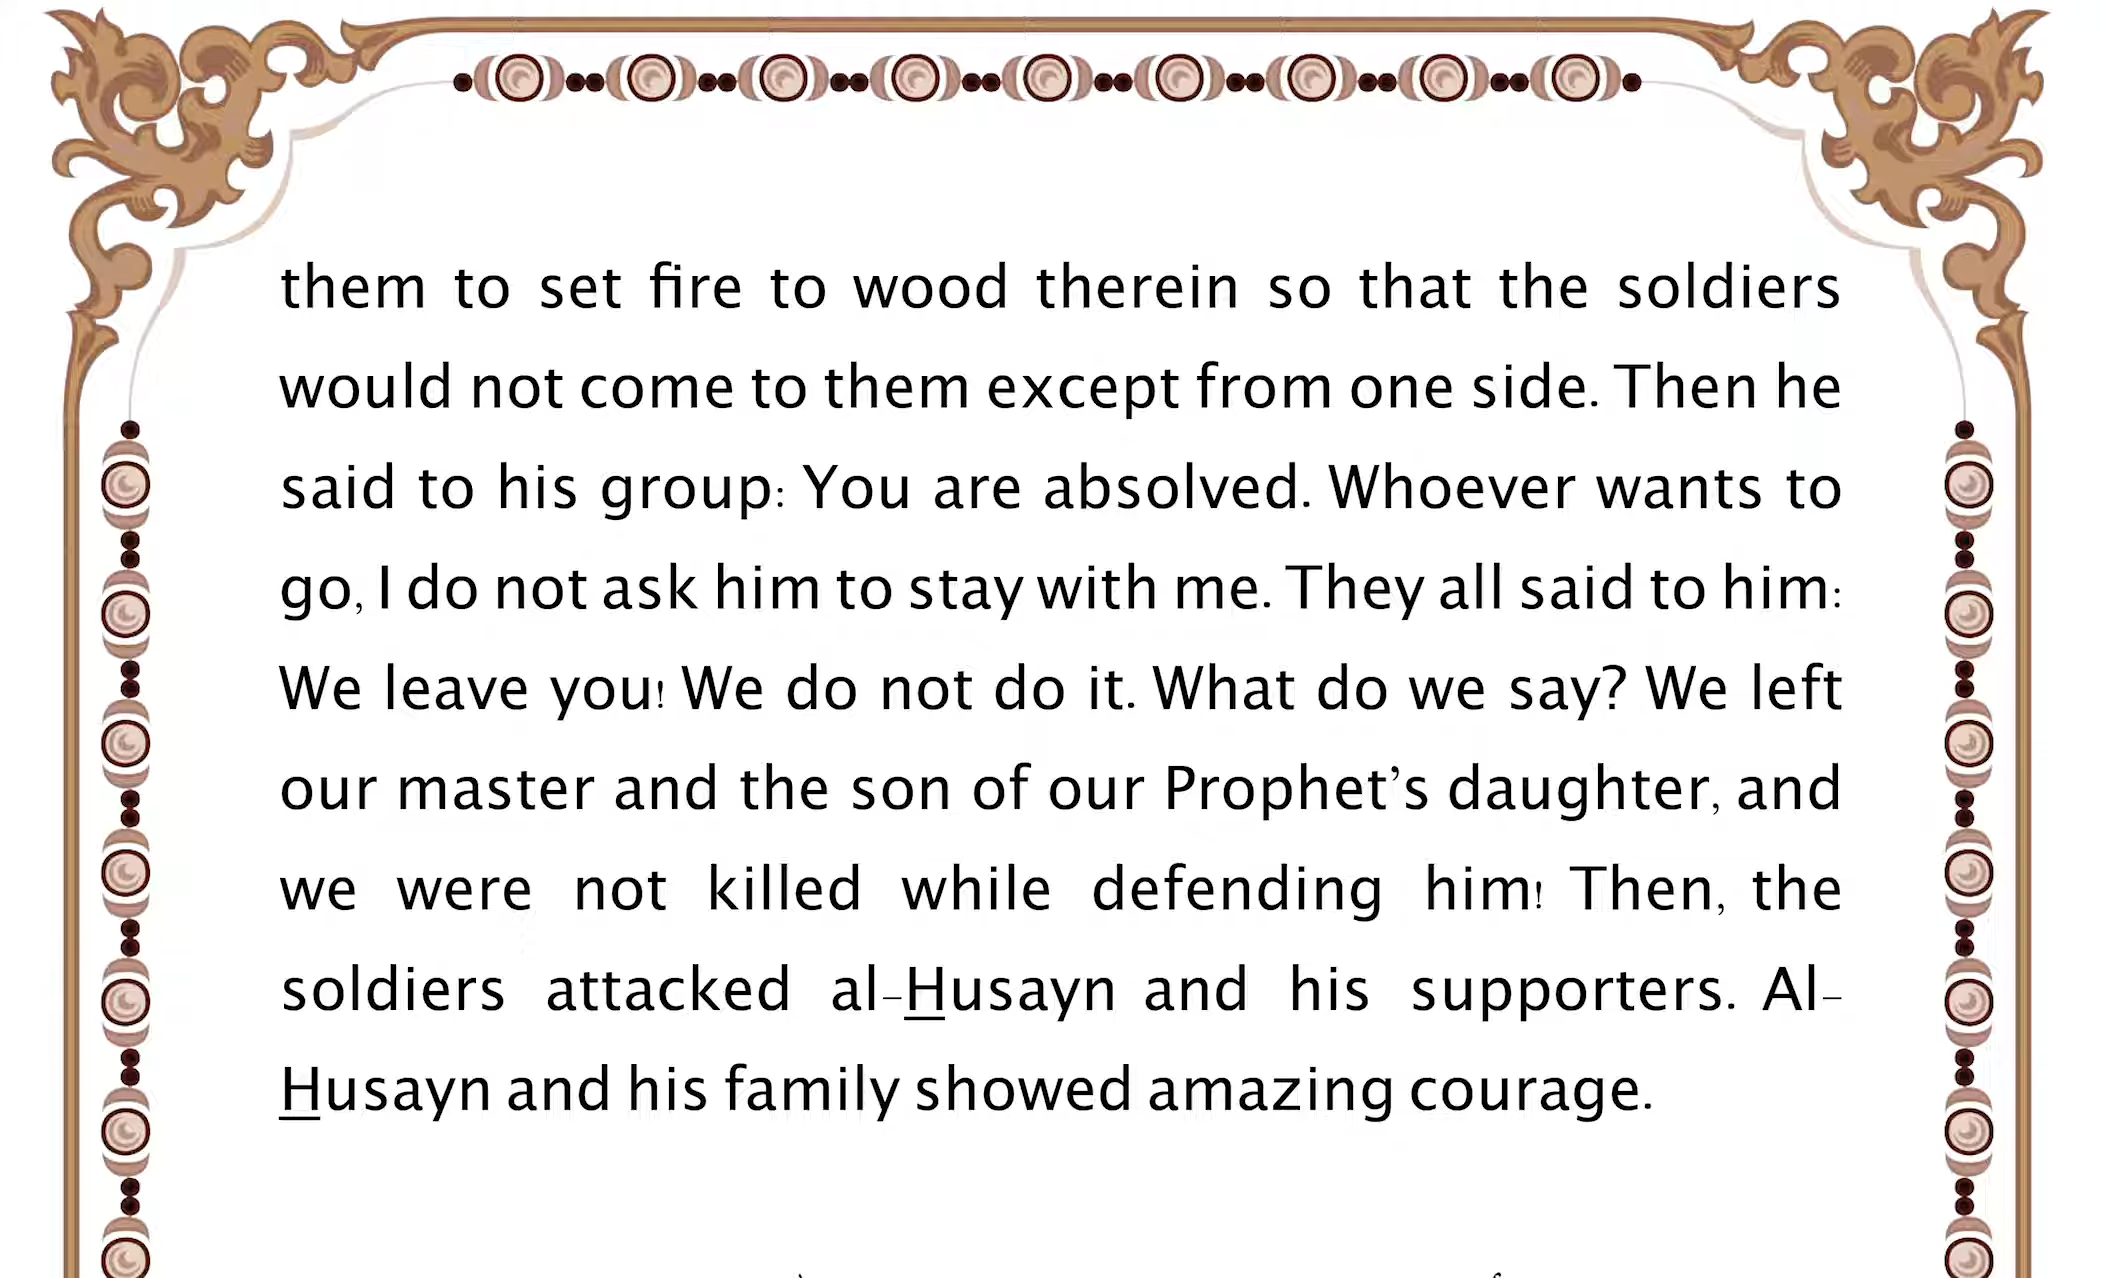 them to set fire to wood therein so that the soldiers
would not come to them except from one side. Then he
said to his group: You are absolved. Whoever wants to
go, I do not ask him to stay with me. They all said to him:
We leave you! We do not do it. What do we say? We left
our master and the son of our Prophet’s daughter, and
we were not killed while defending him! Then, the
soldiers attacked al-Husayn and his supporters. Al-
Husayn and his family showed amazing courage.